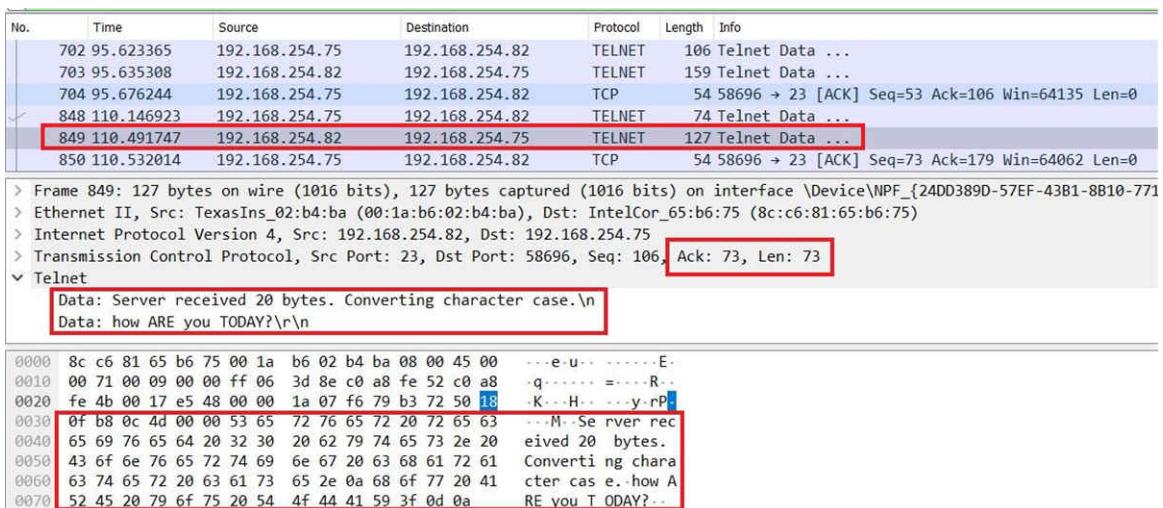 No. Time Source Destination Protocol Length Info
702 95.623365 192.168.254.75 192.168.254.82 TELNET 106 Telnet Data ...
703 95.635308 192.168.254.82 192.168.254.75 TELNET 159 Telnet Data ...
704 95.676244 192.168.254.75 192.168.254.82 TCP 54 58696 → 23 [ACK] Seq=53 Ack=106 Win=64135 Len=0
848 110.146923 192.168.254.75 192.168.254.82 TELNET 74 Telnet Data ...
849 110.491747 192.168.254.82 192.168.254.75 TELNET 127 Telnet Data ...
850 110.532014 192.168.254.75 192.168.254.82 TCP 54 58696 → 23 [ACK] Seq=73 Ack=179 Win=64062 Len=0
> Frame 849: 127 bytes on wire (1016 bits), 127 bytes captured (1016 bits) on interface \Device\NPF_{24DD389D-57EF-43B1-8B10-771
> Ethernet II, Src: TexasIns_02:b4:ba (00:1a:b6:02:b4:ba), Dst: IntelCor_65:b6:75 (8c:c6:81:65:b6:75)
> Internet Protocol Version 4, Src: 192.168.254.82, Dst: 192.168.254.75
> Transmission Control Protocol, Src Port: 23, Dst Port: 58696, Seq: 106, Ack: 73, Len: 73
∨ Telnet
Data: Server received 20 bytes. Converting character case.\n
Data: how ARE you TODAY?\r\n
0000 8c c6 81 65 b6 75 00 1a b6 02 b4 ba 08 00 45 00 ···e·u·· ······E·
0010 00 71 00 09 00 00 ff 06 3d 8e c0 a8 fe 52 c0 a8 ·q······ =····R··
0020 fe 4b 00 17 e5 48 00 00 1a 07 f6 79 b3 72 50 18 ·K···H·· ···y·rP·
0030 0f b8 0c 4d 00 00 53 65 72 76 65 72 20 72 65 63 ···M··Se rver rec
0040 65 69 76 65 64 20 32 30 20 62 79 74 65 73 2e 20 eived 20 bytes.
0050 43 6f 6e 76 65 72 74 69 6e 67 20 63 68 61 72 61 Converti ng chara
0060 63 74 65 72 20 63 61 73 65 2e 0a 68 6f 77 20 41 cter cas e.·how A
0070 52 45 20 79 6f 75 20 54 4f 44 41 59 3f 0d 0a RE you T ODAY?··